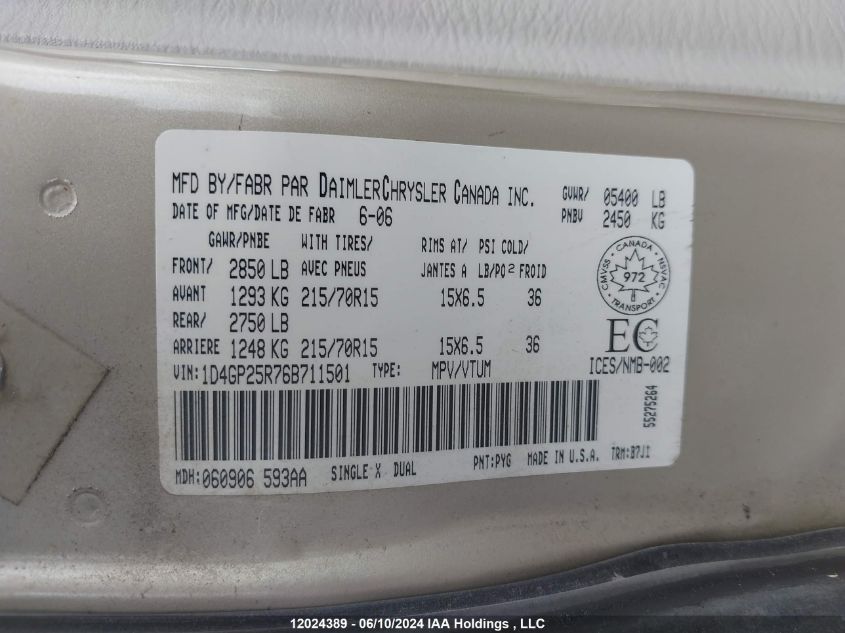 MFD BY/FABR PAR DAIMLERCHRYSLER CANADA INC. GVWR/ 05400 LB
DATE OF MFG/DATE DE FABR 6-06 PNBV 2450 KG
GAWR/PNBE WITH TIRES/ RIMS AT/ PSI COLD/
FRONT/ 2850 LB AVEC PNEUS JANTES A LB/PO2 FROID
AVANT 1293 KG 215/70R15 15X6.5 36
REAR/ 2750 LB
ARRIERE 1248 KG 215/70R15 15X6.5 36
CANADA
CMVSS 972 NSVAC
TRANSPORT
EC
ICES/NMB-002
VIN: 1D4GP25R76B711501 TYPE: MPV/VTUM
55275264
MDH: 060906 593AA SINGLE X DUAL PNT:PYG MADE IN U.S.A. TRM:B7J1
12024389 - 06/10/2024 IAA Holdings , LLC